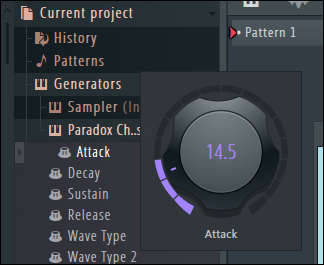 Current project
Pattern 1
History
Patterns
Generators
Sampler (In
Paradox Ch..s
Attack
Decay
Sustain
Release
Wave Type
Wave Type 2
14.5
Attack